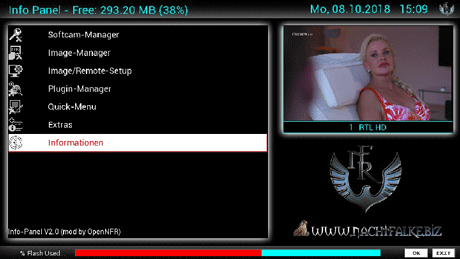 Info Panel - Free: 293.20 MB (38%)
Mo, 08.10.2018 15:09
Softcam-Manager
Image-Manager
Image/Remote-Setup
Plugin-Manager
Quick-Menu
Extras
Informationen
1 RTL HD
NFR
WWW.NACHTFALKE.BIZ
Info-Panel V2.0 (mod by OpenNFR)
% Flash Used...
OK
EXIT